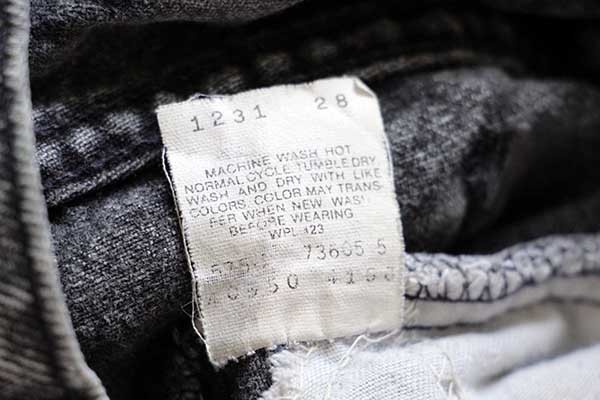 1231 28
MACHINE WASH HOT
NORMAL CYCLE TUMBLE DRY
WASH AND DRY WITH LIKE
COLORS. COLOR MAY TRANS-
FER WHEN NEW WASH
BEFORE WEARING
WPL 423
73605 5